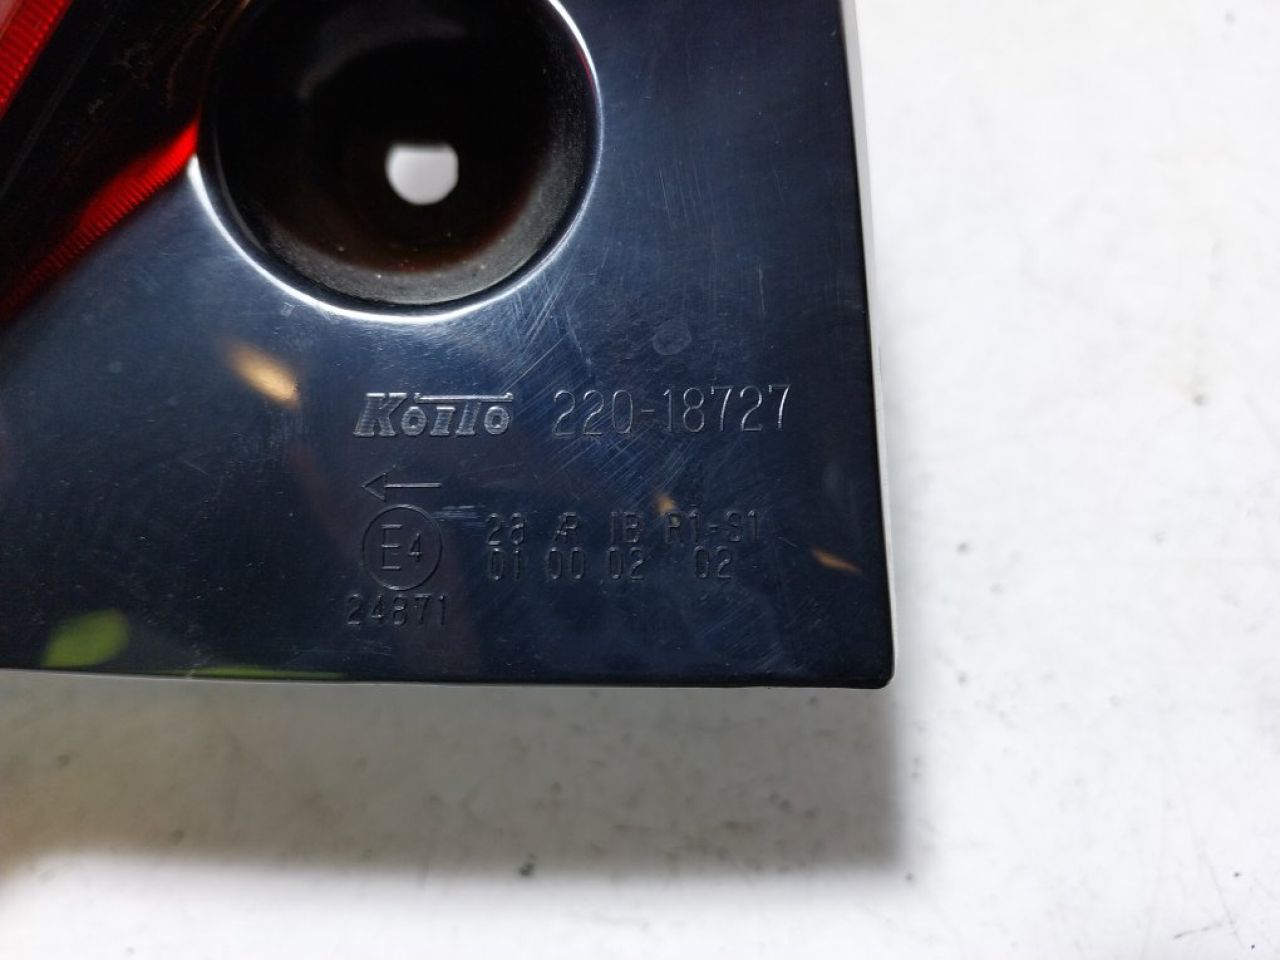 KOITO 220-18727
←
E4 2a AR IB R1-S1
01 00 02 02
24871